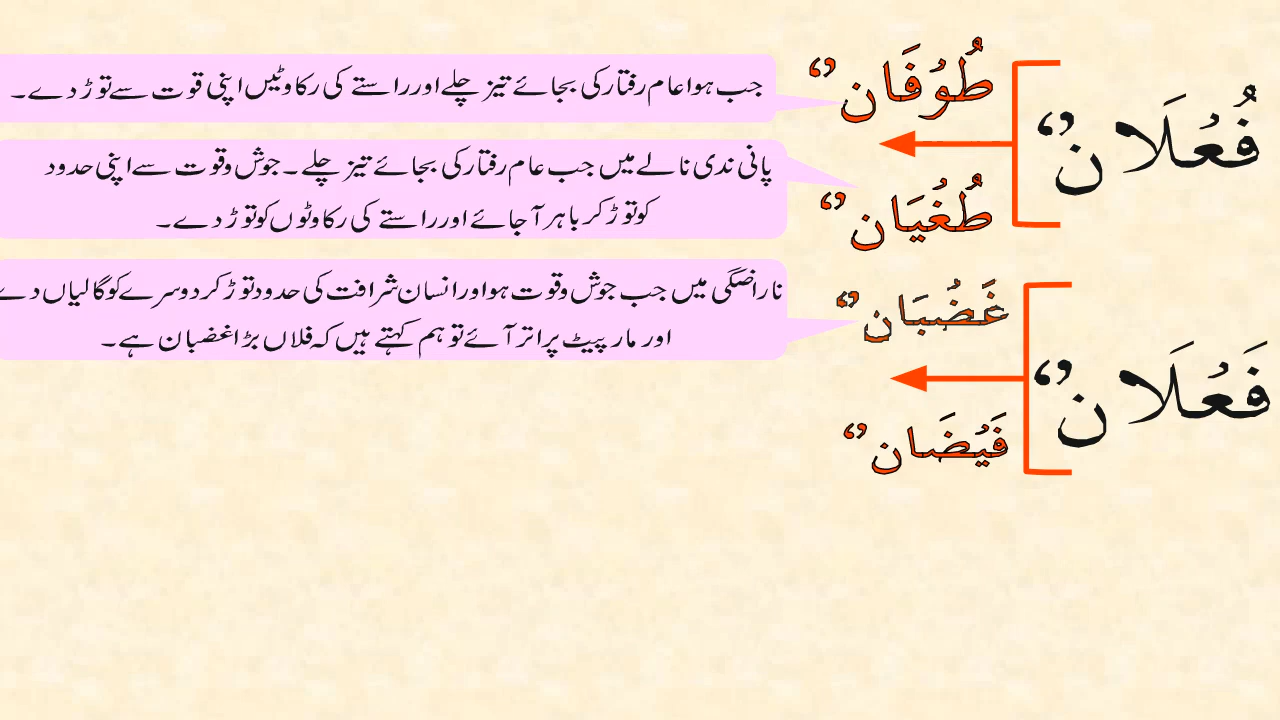 فُعُلَانٌ
طُوُفَانٌ
جب ہوا عام رفتار کی بجائے تیز چلے اور راستے کی رکاوٹیں اپنی قوت سے توڑ دے۔
طُغُيَانٌ
پانی ندی نالے میں جب عام رفتار کی بجائے تیز چلے۔ جوش وقوت سے اپنی حدود
کو توڑ کر باہر آجائے اور راستے کی رکاوٹوں کو توڑ دے۔
فَعُلَانٌ
غَضُبَانٌ
ناراضگی میں جب جوش وقوت ہو اور انسان شرافت کی حدود توڑ کر دوسرے کو گالیاں دے
اور مار پیٹ پر اتر آئے تو ہم کہتے ہیں کہ فلاں بڑا غضبان ہے۔
فَيُضَانٌ